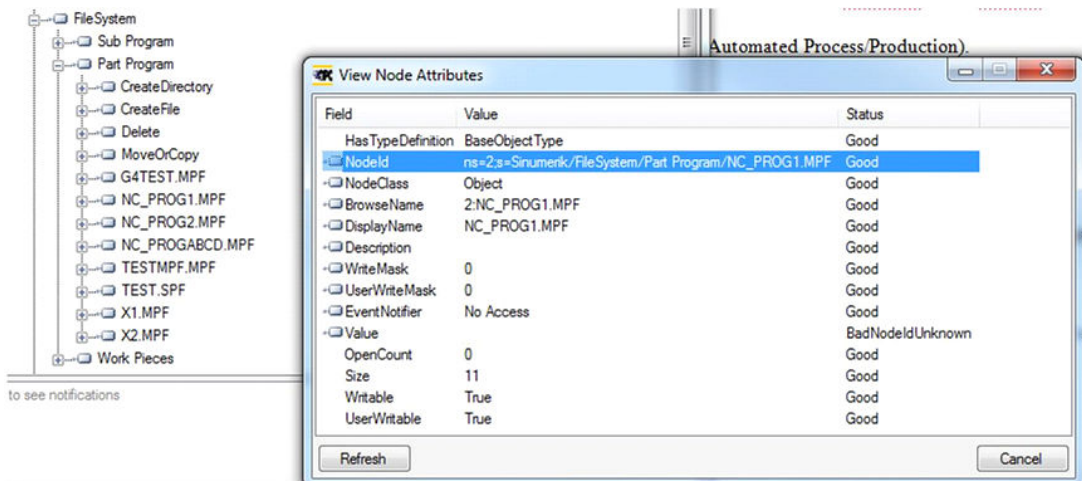 FileSystem
Sub Program
Part Program
CreateDirectory
CreateFile
Delete
MoveOrCopy
G4TEST.MPF
NC_PROG1.MPF
NC_PROG2.MPF
NC_PROGABCD.MPF
TESTMPF.MPF
TEST.SPF
X1.MPF
X2.MPF
Work Pieces
to see notifications
Automated Process/Production).
View Node Attributes
Field Value Status
HasTypeDefinition BaseObjectType Good
NodeId ns=2;s=Sinumerik/FileSystem/Part Program/NC_PROG1.MPF Good
NodeClass Object Good
BrowseName 2:NC_PROG1.MPF Good
DisplayName NC_PROG1.MPF Good
Description Good
WriteMask 0 Good
UserWriteMask 0 Good
EventNotifier No Access Good
Value BadNodeIdUnknown
OpenCount 0 Good
Size 11 Good
Writable True Good
UserWritable True Good
Refresh Cancel